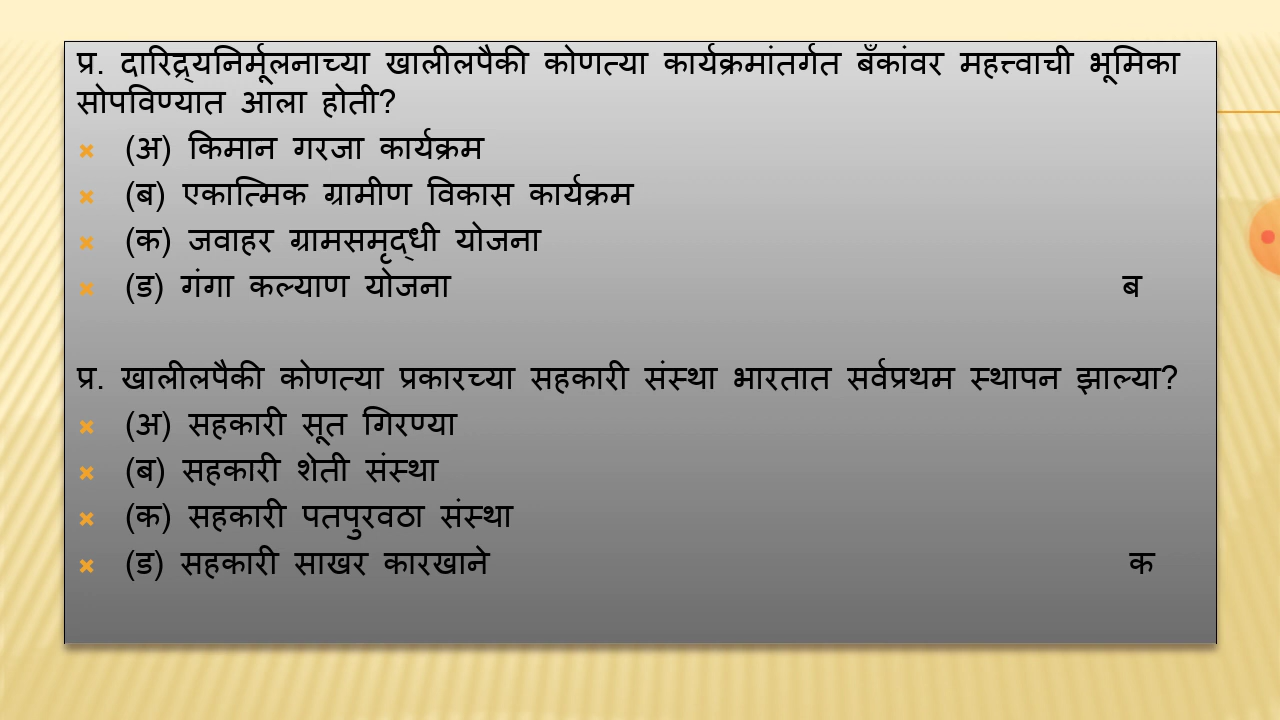 प्र. दारिद्र्यनिर्मूलनाच्या खालीलपैकी कोणत्या कार्यक्रमांतर्गत बँकांवर महत्त्वाची भूमिका
सोपविण्यात आला होती?
(अ) किमान गरजा कार्यक्रम
(ब) एकात्मिक ग्रामीण विकास कार्यक्रम
(क) जवाहर ग्रामसमृद्धी योजना
(ड) गंगा कल्याण योजना ब
प्र. खालीलपैकी कोणत्या प्रकारच्या सहकारी संस्था भारतात सर्वप्रथम स्थापन झाल्या?
(अ) सहकारी सूत गिरण्या
(ब) सहकारी शेती संस्था
(क) सहकारी पतपुरवठा संस्था
(ड) सहकारी साखर कारखाने क